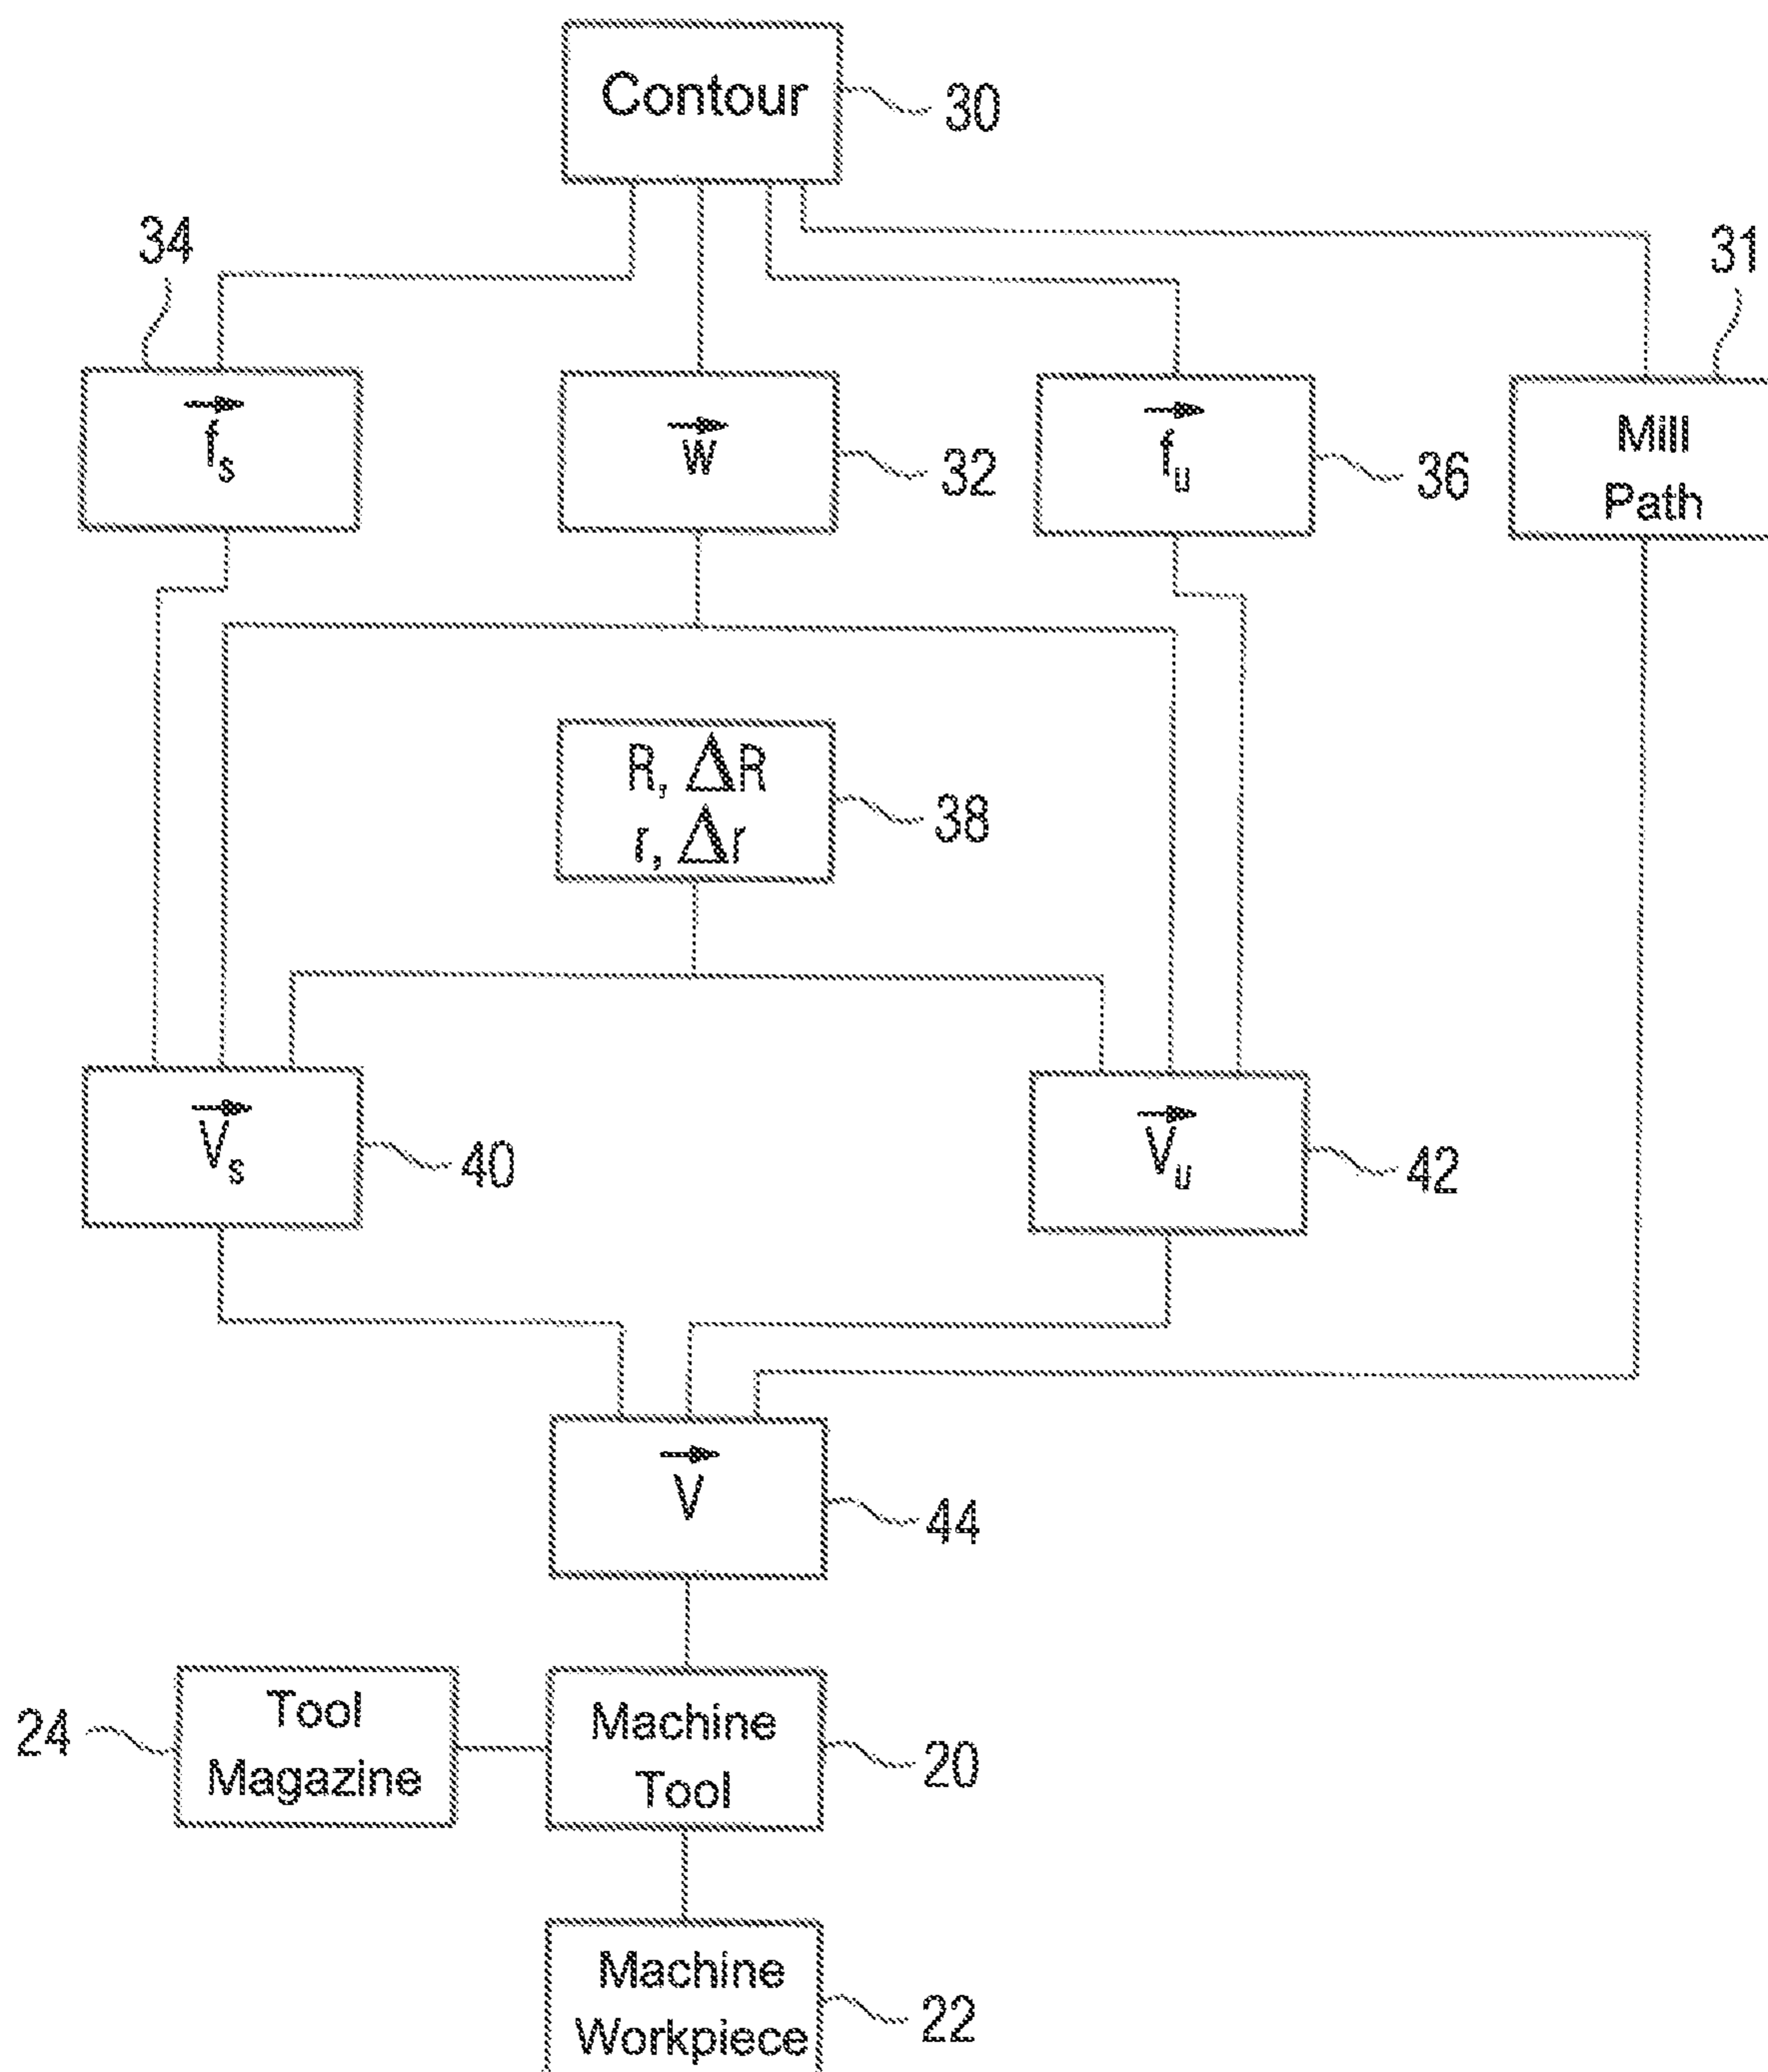 Contour
30
34
31
f⃗s
w⃗
32
f⃗u
36
Mill
Path
R, ΔR
r, Δr
38
V⃗s
40
V⃗u
42
V⃗
44
24
Tool
Magazine
Machine
Tool
20
Machine
Workpiece
22